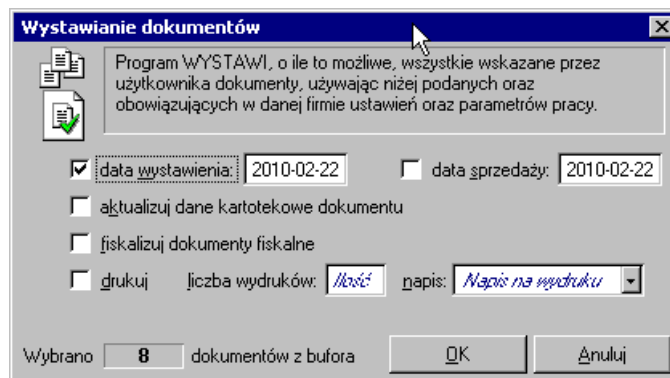 Wystawianie dokumentów
Program WYSTAWI, o ile to możliwe, wszystkie wskazane przez
użytkownika dokumenty, używając niżej podanych oraz
obowiązujących w danej firmie ustawień oraz parametrów pracy.
data wystawienia: 2010-02-22 data sprzedaży: 2010-02-22
aktualizuj dane kartotekowe dokumentu
fiskalizuj dokumenty fiskalne
drukuj liczba wydruków: Ilość napis: Napis na wydruku
Wybrano 8 dokumentów z bufora OK Anuluj